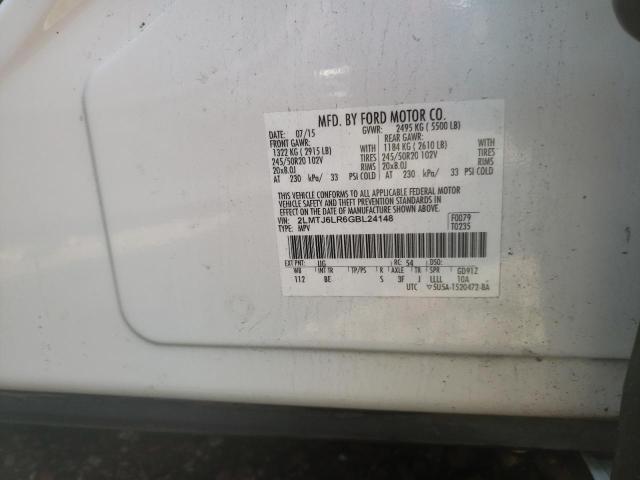 MFD. BY FORD MOTOR CO.
07/15 GVWR: 2495 KG ( 5500 LB)
FRONT GAWR: REAR GAWR:
1322 KG ( 2915 LB) 1184 KG ( 2610 LB)
245/50R20 102V TIRES 245/50R20 102V TIRES
20x8.0J RIMS 20x8.0J RIMS
AT 230 kPa/ 33 PSI COLD AT 230 kPa/ 33 PSI COLD
THIS VEHICLE CONFORMS TO ALL APPLICABLE FEDERAL MOTOR
VEHICLE SAFETY AND THEFT PREVENTION STANDARDS IN
EFFECT ON THE DATE OF MANUFACTURE SHOWN ABOVE.
VIN: 2LMTJ6LR6GBL24148 F0079
TYPE: MPV T0235
EXT PNT: UG RC: 54 DSO:
WB INT TR TP/PS R AXLE TR SPR GD91Z
112 BE S 3F J LLLL 10A
UTC ▽5U5A-1520472-BA